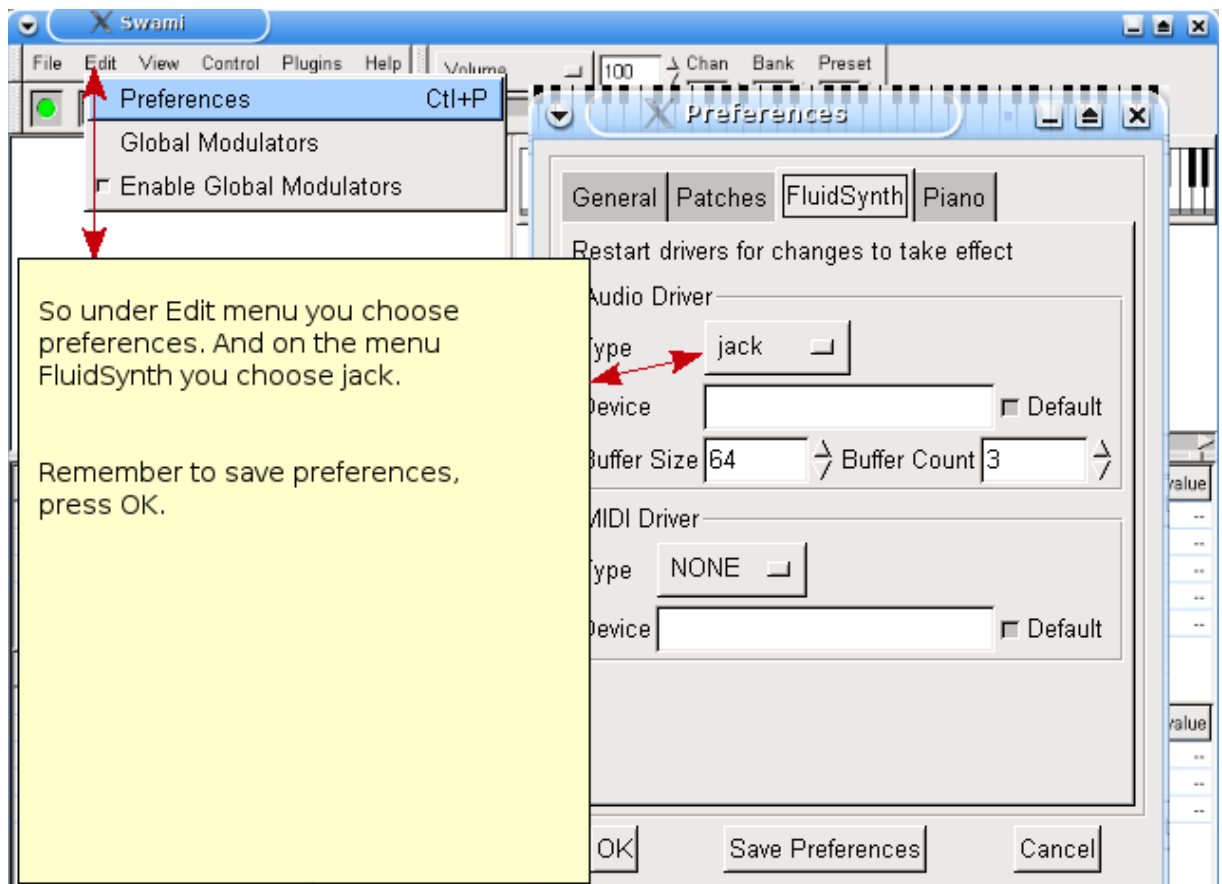 Swami
File Edit View Control Plugins Help Volume 100 Chan Bank Preset
Preferences Ctl+P
Global Modulators
Enable Global Modulators
So under Edit menu you choose
preferences. And on the menu
FluidSynth you choose jack.
Remember to save preferences,
press OK.
Preferences
General Patches FluidSynth Piano
Restart drivers for changes to take effect
Audio Driver
Type jack
Device Default
Buffer Size 64 Buffer Count 3
MIDI Driver
Type NONE
Device Default
OK Save Preferences Cancel
value
--
--
--
--
--
value
--
--
--